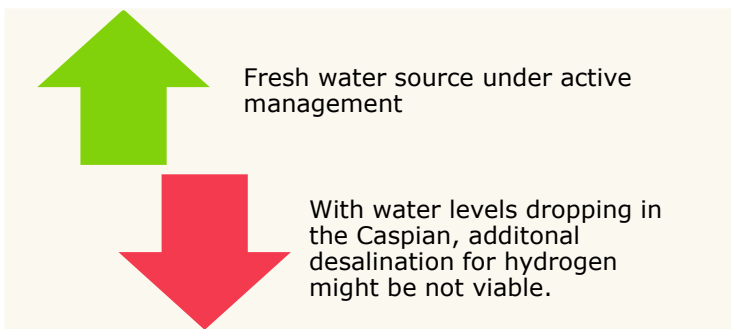 Fresh water source under active
management
With water levels dropping in
the Caspian, additonal
desalination for hydrogen
might be not viable.